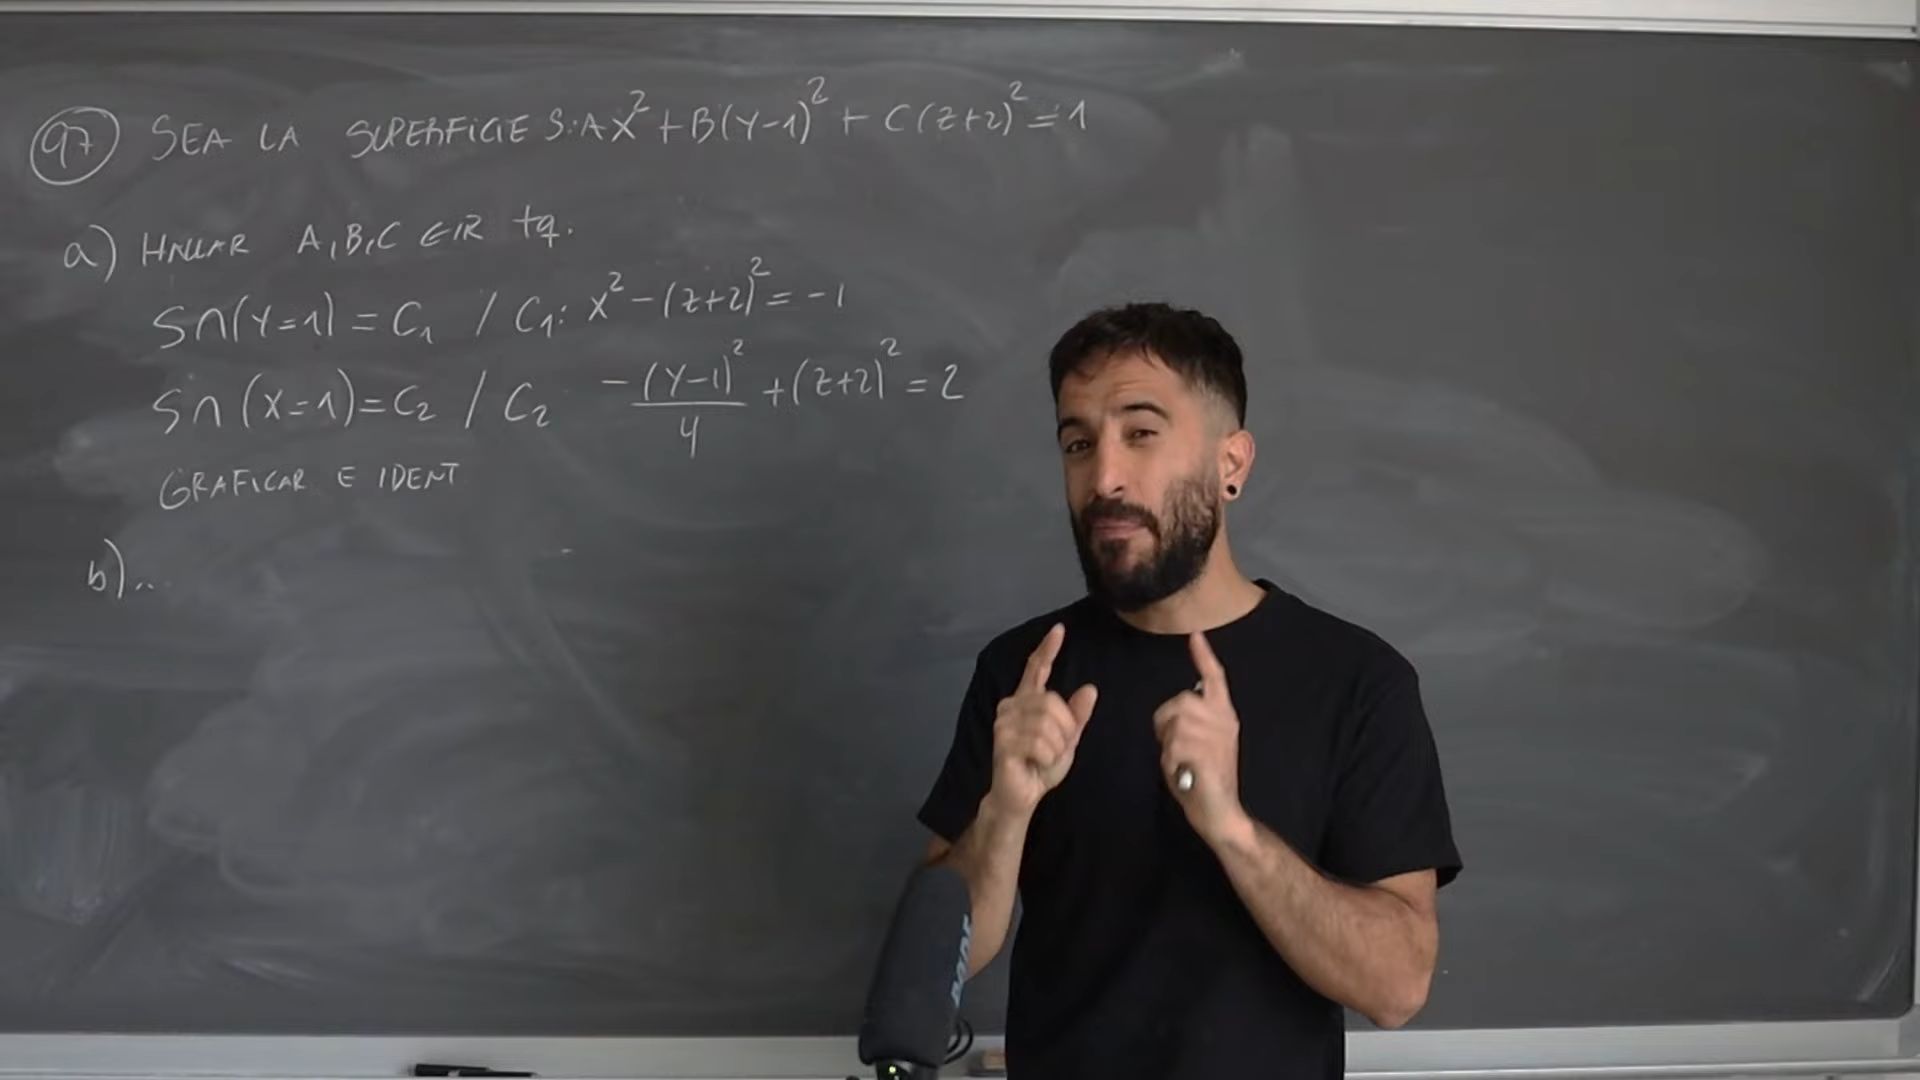 97 SEA LA SUPERFICIE S: AX² + B(Y-1)² + C(Z+2)² = 1
a) HALLAR A, B, C ∈ IR tq.
S∩(Y=1) = C₁ / C₁: X² - (Z+2)² = -1
S∩(X=1) = C₂ / C₂ -(Y-1)²/4 + (Z+2)² = 2
GRAFICAR E IDENT
b)..